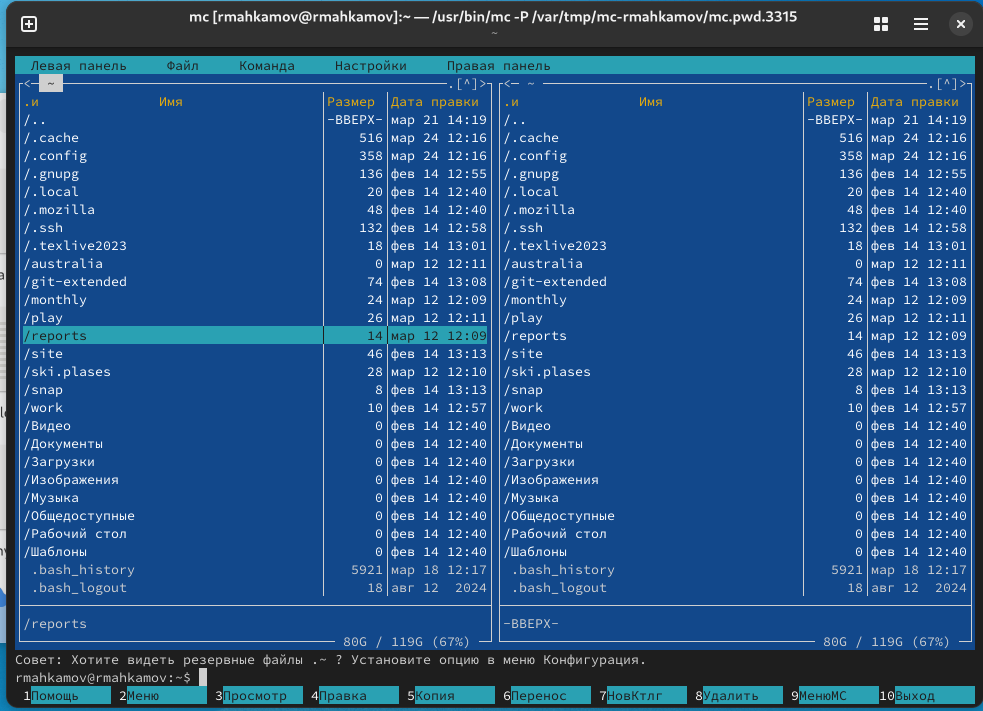 mc [rmahkamov@rmahkamov]:~ — /usr/bin/mc -P /var/tmp/mc-rmahkamov/mc.pwd.3315
~
Левая панель Файл Команда Настройки Правая панель
<- ~ .[^]> <- ~ .[^]>
.и Имя Размер Дата правки .и Имя Размер Дата правки
/.. -ВВЕРХ- мар 21 14:19 /.. -ВВЕРХ- мар 21 14:19
/.cache 516 мар 24 12:16 /.cache 516 мар 24 12:16
/.config 358 мар 24 12:16 /.config 358 мар 24 12:16
/.gnupg 136 фев 14 12:55 /.gnupg 136 фев 14 12:55
/.local 20 фев 14 12:40 /.local 20 фев 14 12:40
/.mozilla 48 фев 14 12:40 /.mozilla 48 фев 14 12:40
/.ssh 132 фев 14 12:58 /.ssh 132 фев 14 12:58
/.texlive2023 18 фев 14 13:01 /.texlive2023 18 фев 14 13:01
/australia 0 мар 12 12:11 /australia 0 мар 12 12:11
/git-extended 74 фев 14 13:08 /git-extended 74 фев 14 13:08
/monthly 24 мар 12 12:09 /monthly 24 мар 12 12:09
/play 26 мар 12 12:11 /play 26 мар 12 12:11
/reports 14 мар 12 12:09 /reports 14 мар 12 12:09
/site 46 фев 14 13:13 /site 46 фев 14 13:13
/ski.plases 28 мар 12 12:10 /ski.plases 28 мар 12 12:10
/snap 8 фев 14 13:13 /snap 8 фев 14 13:13
/work 10 фев 14 12:57 /work 10 фев 14 12:57
/Видео 0 фев 14 12:40 /Видео 0 фев 14 12:40
/Документы 0 фев 14 12:40 /Документы 0 фев 14 12:40
/Загрузки 0 фев 14 12:40 /Загрузки 0 фев 14 12:40
/Изображения 0 фев 14 12:40 /Изображения 0 фев 14 12:40
/Музыка 0 фев 14 12:40 /Музыка 0 фев 14 12:40
/Общедоступные 0 фев 14 12:40 /Общедоступные 0 фев 14 12:40
/Рабочий стол 0 фев 14 12:40 /Рабочий стол 0 фев 14 12:40
/Шаблоны 0 фев 14 12:40 /Шаблоны 0 фев 14 12:40
.bash_history 5921 мар 18 12:17 .bash_history 5921 мар 18 12:17
.bash_logout 18 авг 12 2024 .bash_logout 18 авг 12 2024
/reports -ВВЕРХ-
80G / 119G (67%) 80G / 119G (67%)
Совет: Хотите видеть резервные файлы .~ ? Установите опцию в меню Конфигурация.
rmahkamov@rmahkamov:~$
1Помощь 2Меню 3Просмотр 4Правка 5Копия 6Перенос 7НовКтлг 8Удалить 9МенюМС 10Выход